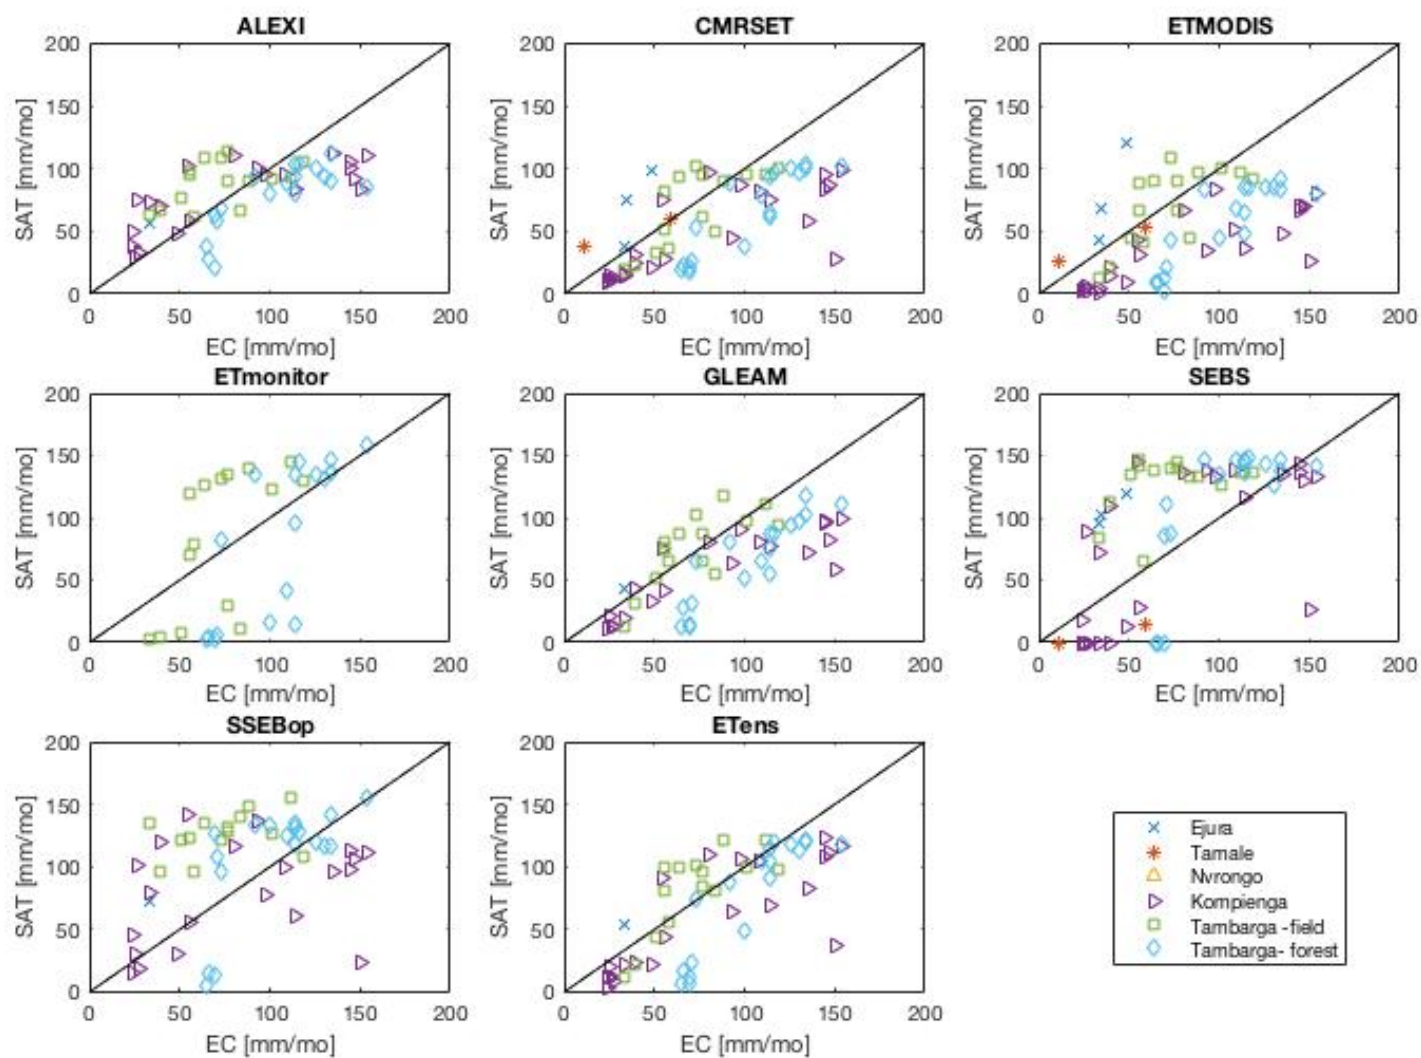 ALEXI
CMRSET
ETMODIS
200
150
100
50
0
SAT [mm/mo]
0 50 100 150 200
EC [mm/mo]
200
150
100
50
0
SAT [mm/mo]
0 50 100 150 200
EC [mm/mo]
200
150
100
50
0
SAT [mm/mo]
0 50 100 150 200
EC [mm/mo]
ETmonitor
GLEAM
SEBS
200
150
100
50
0
SAT [mm/mo]
0 50 100 150 200
EC [mm/mo]
200
150
100
50
0
SAT [mm/mo]
0 50 100 150 200
EC [mm/mo]
200
150
100
50
0
SAT [mm/mo]
0 50 100 150 200
EC [mm/mo]
SSEBop
ETens
200
150
100
50
0
SAT [mm/mo]
0 50 100 150 200
EC [mm/mo]
200
150
100
50
0
SAT [mm/mo]
0 50 100 150 200
EC [mm/mo]
Ejura
Tamale
Nvrongo
Kompienga
Tambarga -field
Tambarga- forest